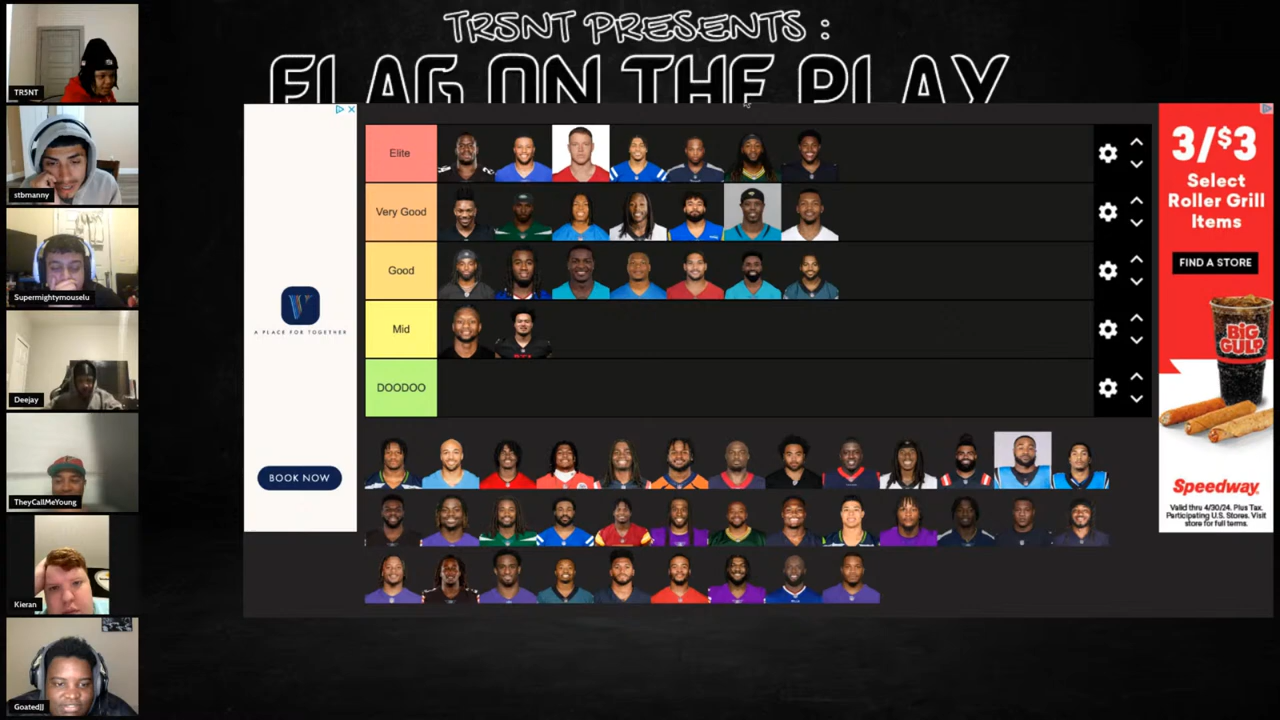 TR5NT PRESENTS :
FLAG ON THE PLAY
TR5NT
stbmanny
Supermightymouselu
Deejay
TheyCallMeYoung
Kieran
GoatedJJ
A PLACE FOR TOGETHER
BOOK NOW
Elite
Very Good
Good
Mid
DOODOO
3/$3
Select
Roller Grill
Items
FIND A STORE
BIG
GULP
Speedway
Valid thru 4/30/24. Plus Tax.
Participating U.S. Stores. Visit
store for full terms.